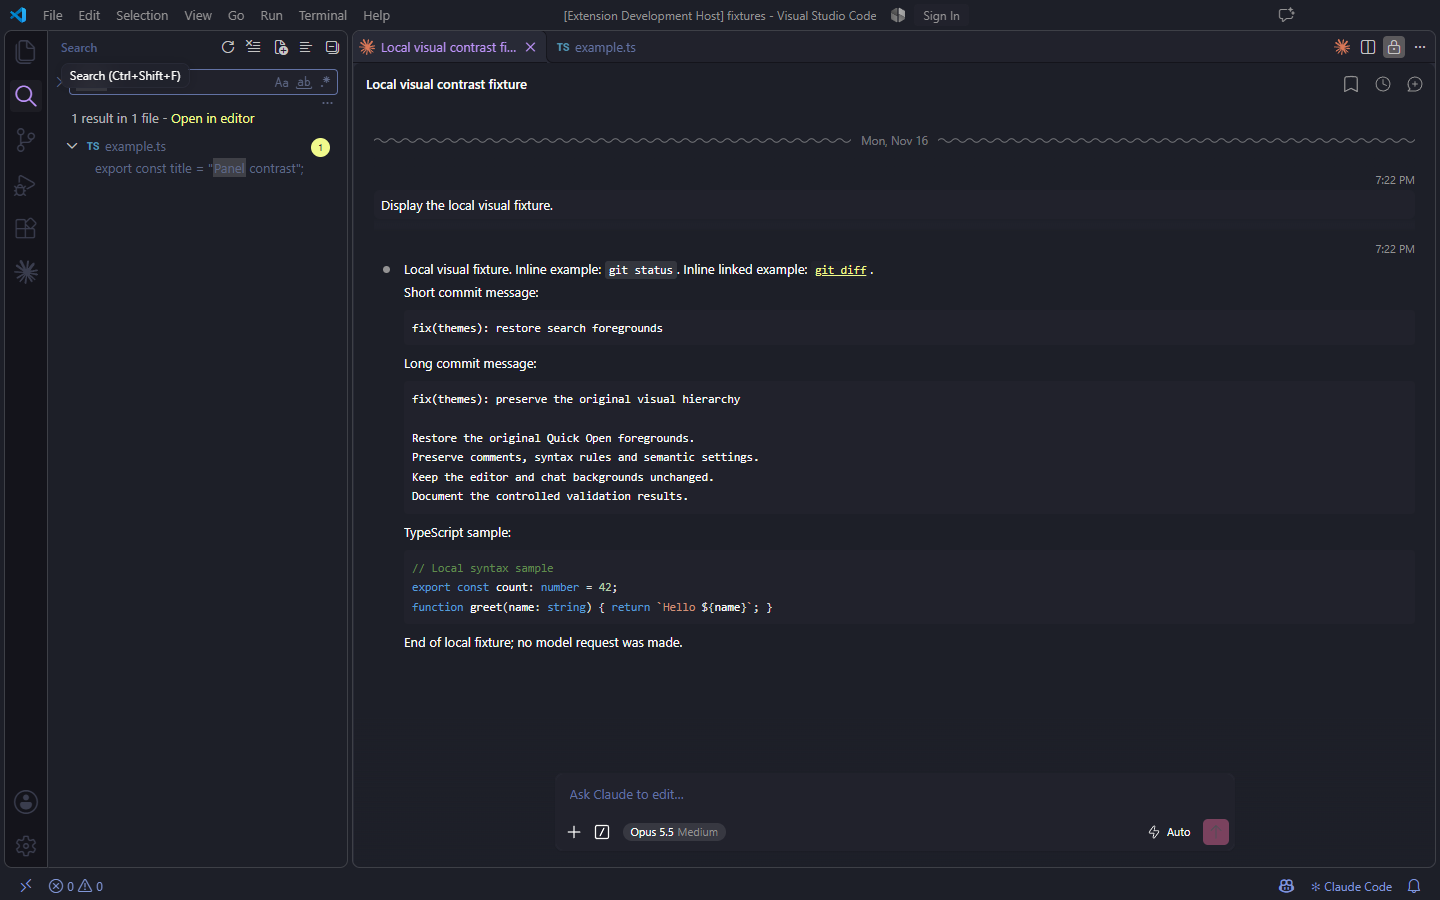 File Edit Selection View Go Run Terminal Help
[Extension Development Host] fixtures - Visual Studio Code
Sign In
Search
Search (Ctrl+Shift+F)
Aa ab .*
1 result in 1 file - Open in editor
TS example.ts
1
export const title = "Panel contrast";
Local visual contrast fi...
TS example.ts
Local visual contrast fixture
Mon, Nov 16
7:22 PM
Display the local visual fixture.
7:22 PM
Local visual fixture. Inline example: git status. Inline linked example: git diff.
Short commit message:
fix(themes): restore search foregrounds
Long commit message:
fix(themes): preserve the original visual hierarchy
Restore the original Quick Open foregrounds.
Preserve comments, syntax rules and semantic settings.
Keep the editor and chat backgrounds unchanged.
Document the controlled validation results.
TypeScript sample:
// Local syntax sample
export const count: number = 42;
function greet(name: string) { return `Hello ${name}`; }
End of local fixture; no model request was made.
Ask Claude to edit...
Opus 5.5 Medium
Auto
0 0
Claude Code